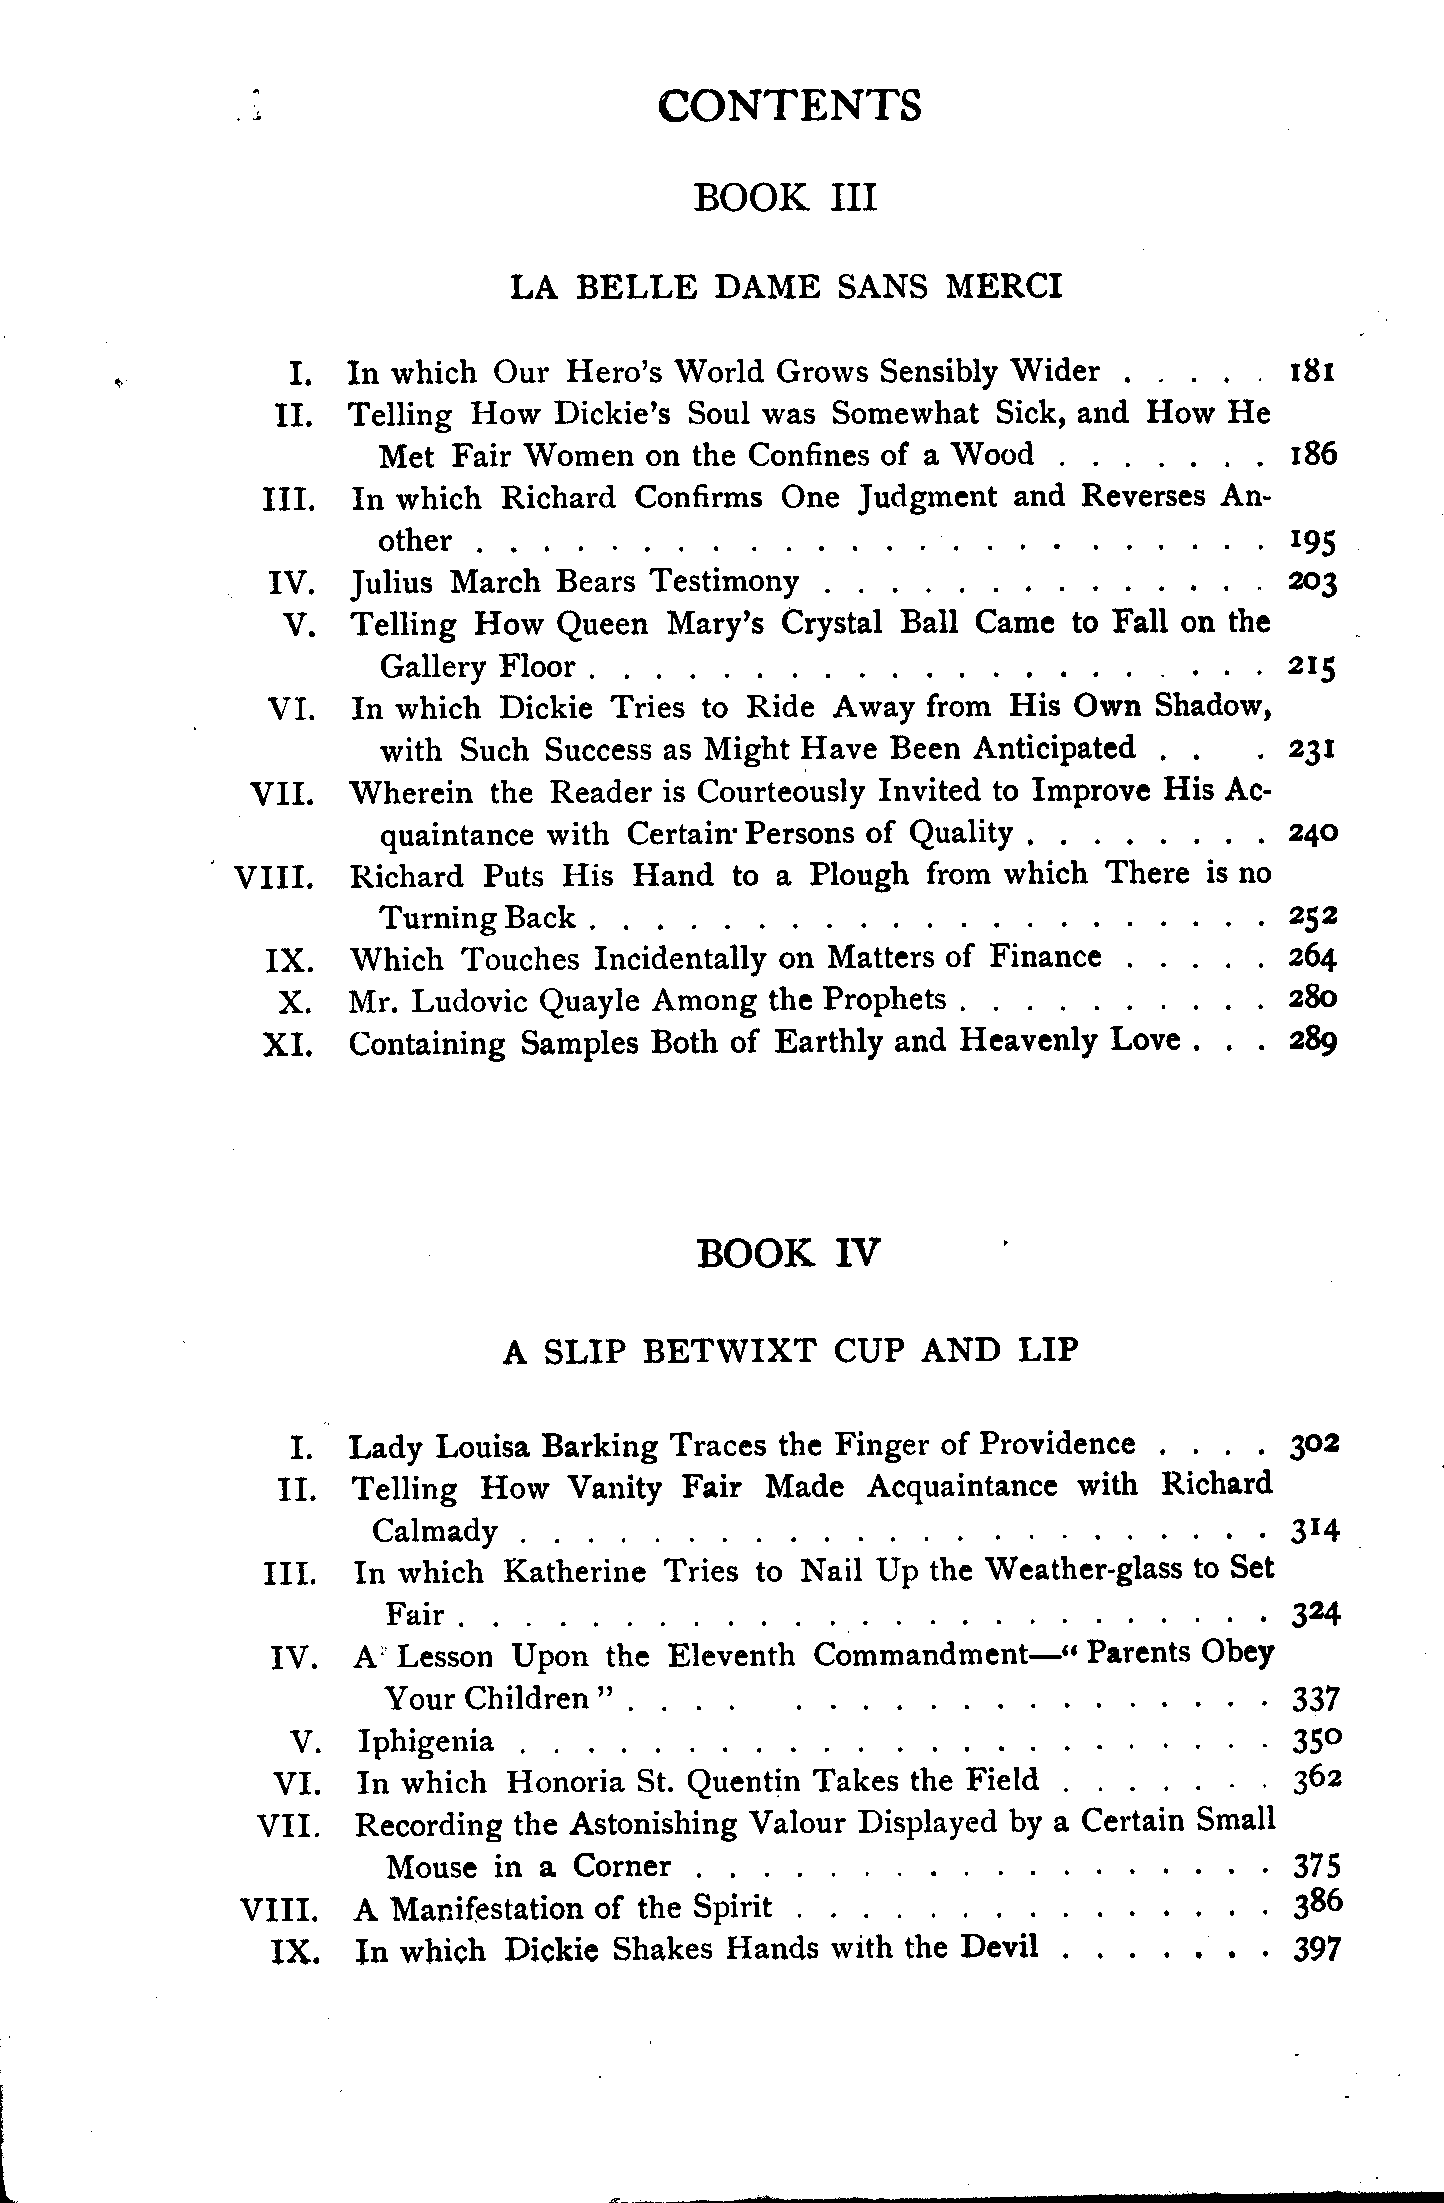 CONTENTS
BOOK III
LA BELLE DAME SANS MERCI
I. In which Our Hero's World Grows Sensibly Wider . . . . . 181
II. Telling How Dickie's Soul was Somewhat Sick, and How He
Met Fair Women on the Confines of a Wood . . . . . . . 186
III. In which Richard Confirms One Judgment and Reverses An-
other . . . . . . . . . . . . . . . . . . . . . . . . 195
IV. Julius March Bears Testimony . . . . . . . . . . . . . . 203
V. Telling How Queen Mary's Crystal Ball Came to Fall on the
Gallery Floor . . . . . . . . . . . . . . . . . . . . . 215
VI. In which Dickie Tries to Ride Away from His Own Shadow,
with Such Success as Might Have Been Anticipated . . . 231
VII. Wherein the Reader is Courteously Invited to Improve His Ac-
quaintance with Certain Persons of Quality . . . . . . . . 240
VIII. Richard Puts His Hand to a Plough from which There is no
Turning Back . . . . . . . . . . . . . . . . . . . . . 252
IX. Which Touches Incidentally on Matters of Finance . . . . . 264
X. Mr. Ludovic Quayle Among the Prophets . . . . . . . . . . 280
XI. Containing Samples Both of Earthly and Heavenly Love . . . 289
BOOK IV
A SLIP BETWIXT CUP AND LIP
I. Lady Louisa Barking Traces the Finger of Providence . . . . 302
II. Telling How Vanity Fair Made Acquaintance with Richard
Calmady . . . . . . . . . . . . . . . . . . . . . . . 314
III. In which Katherine Tries to Nail Up the Weather-glass to Set
Fair . . . . . . . . . . . . . . . . . . . . . . . . . 324
IV. A Lesson Upon the Eleventh Commandment—“ Parents Obey
Your Children ” . . . . . . . . . . . . . . . . . . . 337
V. Iphigenia . . . . . . . . . . . . . . . . . . . . . . . 350
VI. In which Honoria St. Quentin Takes the Field . . . . . . . 362
VII. Recording the Astonishing Valour Displayed by a Certain Small
Mouse in a Corner . . . . . . . . . . . . . . . . . . 375
VIII. A Manifestation of the Spirit . . . . . . . . . . . . . . . 386
IX. In which Dickie Shakes Hands with the Devil . . . . . . . 397